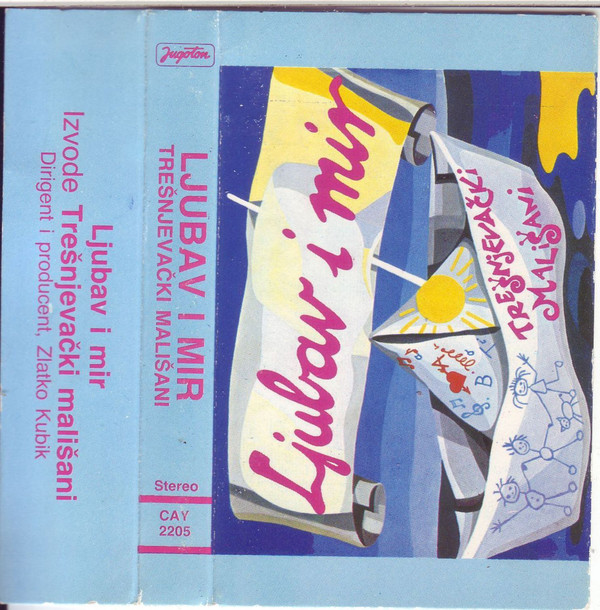 Ljubav i mir
Izvode Trešnjevački mališani
Dirigent i producent, Zlatko Kubik
Jugoton
LJUBAV I MIR
TREŠNJEVAČKI MALIŠANI
Stereo
CAY
2205
Ljubav i mir
TREŠNJEVAČKI
MALIŠANI